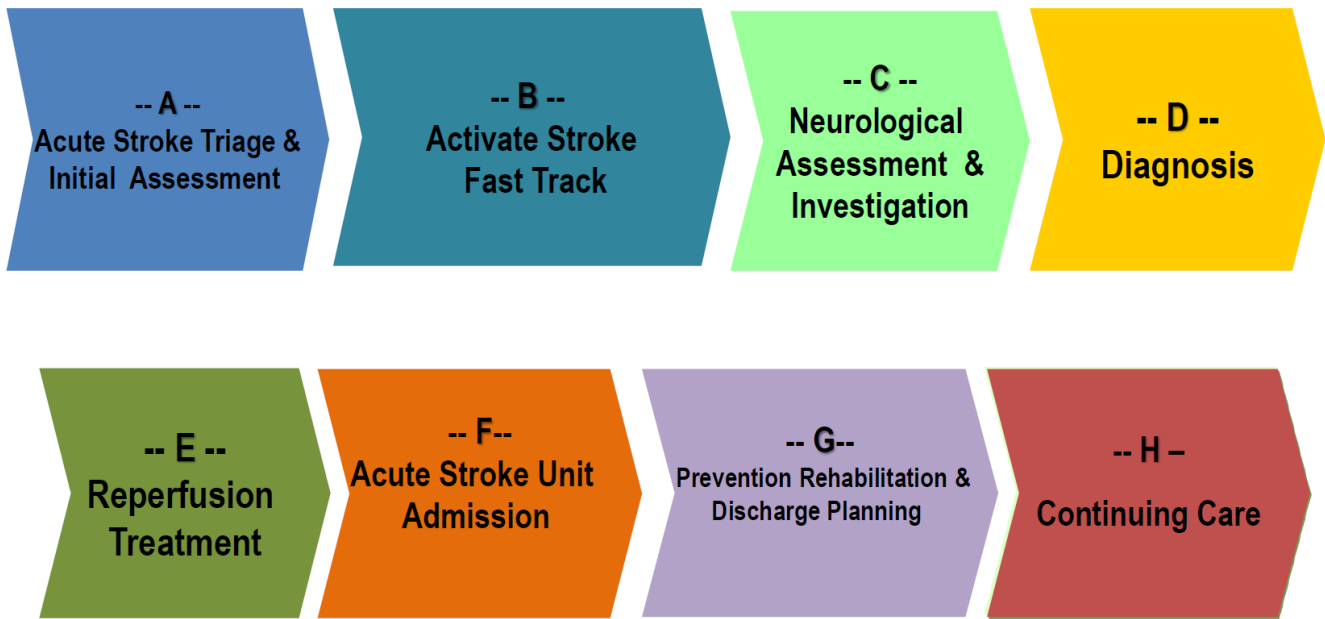 -- A --
Acute Stroke Triage &
Initial Assessment
-- B --
Activate Stroke
Fast Track
-- C --
Neurological
Assessment &
Investigation
-- D --
Diagnosis
-- E --
Reperfusion
Treatment
-- F--
Acute Stroke Unit
Admission
-- G--
Prevention Rehabilitation &
Discharge Planning
-- H –
Continuing Care